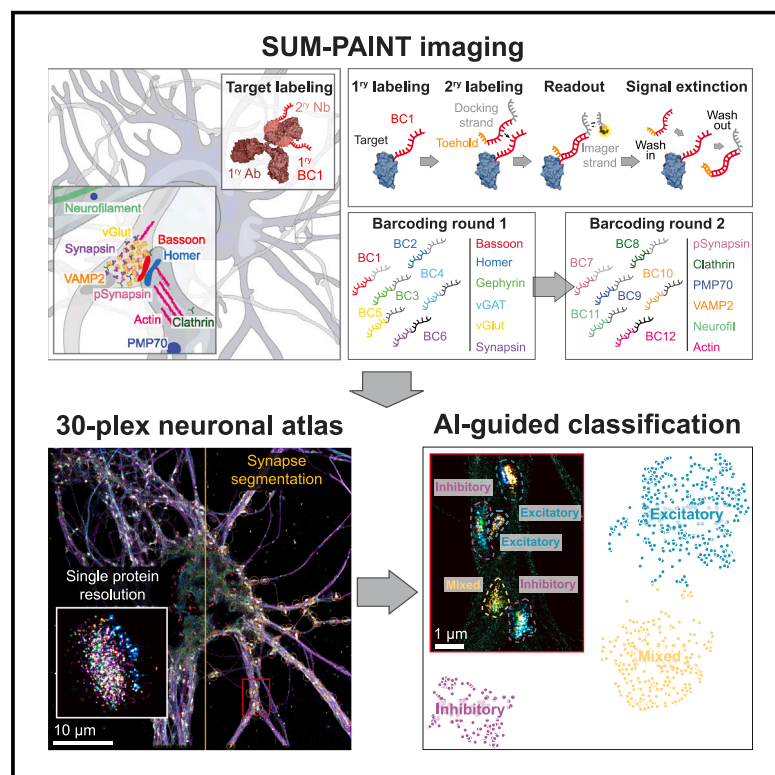 SUM-PAINT imaging
Target labeling
2ry Nb
1ry Ab
1ry
BC1
Neurofilament
vGlut
Synapsin
Bassoon
Homer
VAMP2
pSynapsin
Actin
Clathrin
PMP70
1ry labeling
2ry labeling
Readout
Signal extinction
BC1
Target
Docking
strand
Toehold
Imager
strand
Wash
in
Wash
out
Barcoding round 1
BC1
BC2
BC3
BC4
BC5
BC6
Bassoon
Homer
Gephyrin
vGAT
vGlut
Synapsin
Barcoding round 2
BC7
BC8
BC9
BC10
BC11
BC12
pSynapsin
Clathrin
PMP70
VAMP2
Neurofil
Actin
30-plex neuronal atlas
Synapse
segmentation
Single protein
resolution
10 μm
AI-guided classification
Inhibitory
Excitatory
Excitatory
Mixed
Inhibitory
1 μm
Excitatory
Mixed
Inhibitory